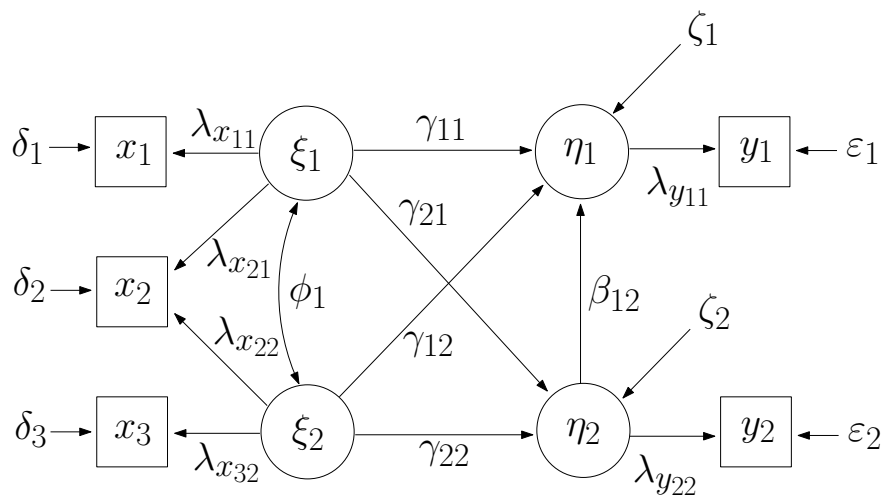 ζ₁
δ₁ x₁ λₓ₁₁ ξ₁ γ₁₁ η₁ y₁ ε₁
λy₁₁
γ₂₁
λₓ₂₁
δ₂ x₂ ϕ₁ β₁₂
ζ₂
λₓ₂₂ γ₁₂
δ₃ x₃ ξ₂ η₂ y₂ ε₂
λₓ₃₂ γ₂₂ λy₂₂